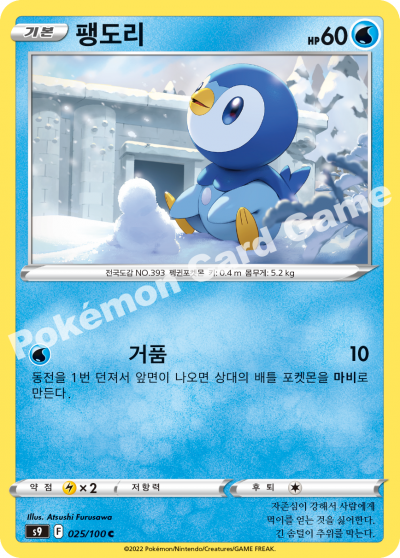 기본 팽도리 HP 60
전국도감 NO.393 펭귄포켓몬 키: 0.4 m 몸무게: 5.2 kg
Pokémon Card Game
거품 10
동전을 1번 던져서 앞면이 나오면 상대의 배틀 포켓몬을 마비로
만든다.
약점 ×2 저항력 후퇴
Illus. Atsushi Furusawa
s9 F 025/100 C
자존심이 강해서 사람에게
먹이를 얻는 것을 싫어한다.
긴 솜털이 추위를 막는다.
©2022 Pokémon/Nintendo/Creatures/GAME FREAK.